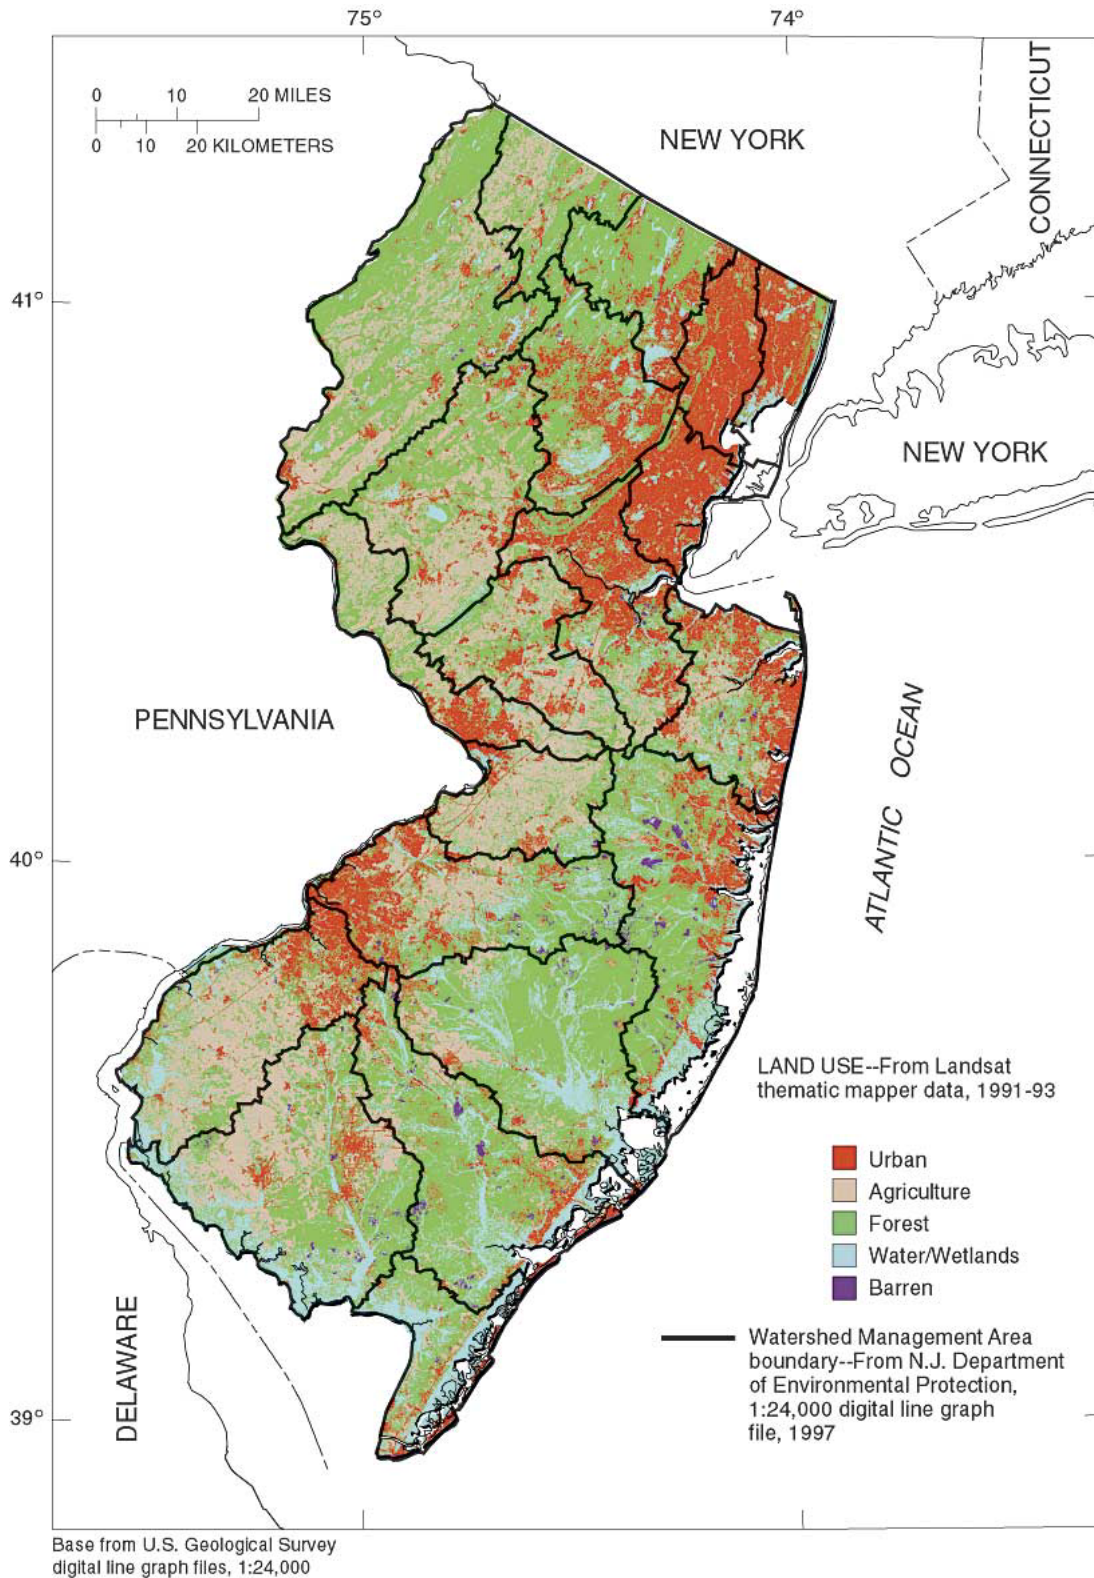 75°
74°
0 10 20 MILES
0 10 20 KILOMETERS
NEW YORK
CONNECTICUT
41°
NEW YORK
PENNSYLVANIA
ATLANTIC OCEAN
40°
LAND USE--From Landsat
thematic mapper data, 1991-93
Urban
Agriculture
Forest
Water/Wetlands
Barren
Watershed Management Area
boundary--From N.J. Department
of Environmental Protection,
1:24,000 digital line graph
file, 1997
DELAWARE
39°
Base from U.S. Geological Survey
digital line graph files, 1:24,000